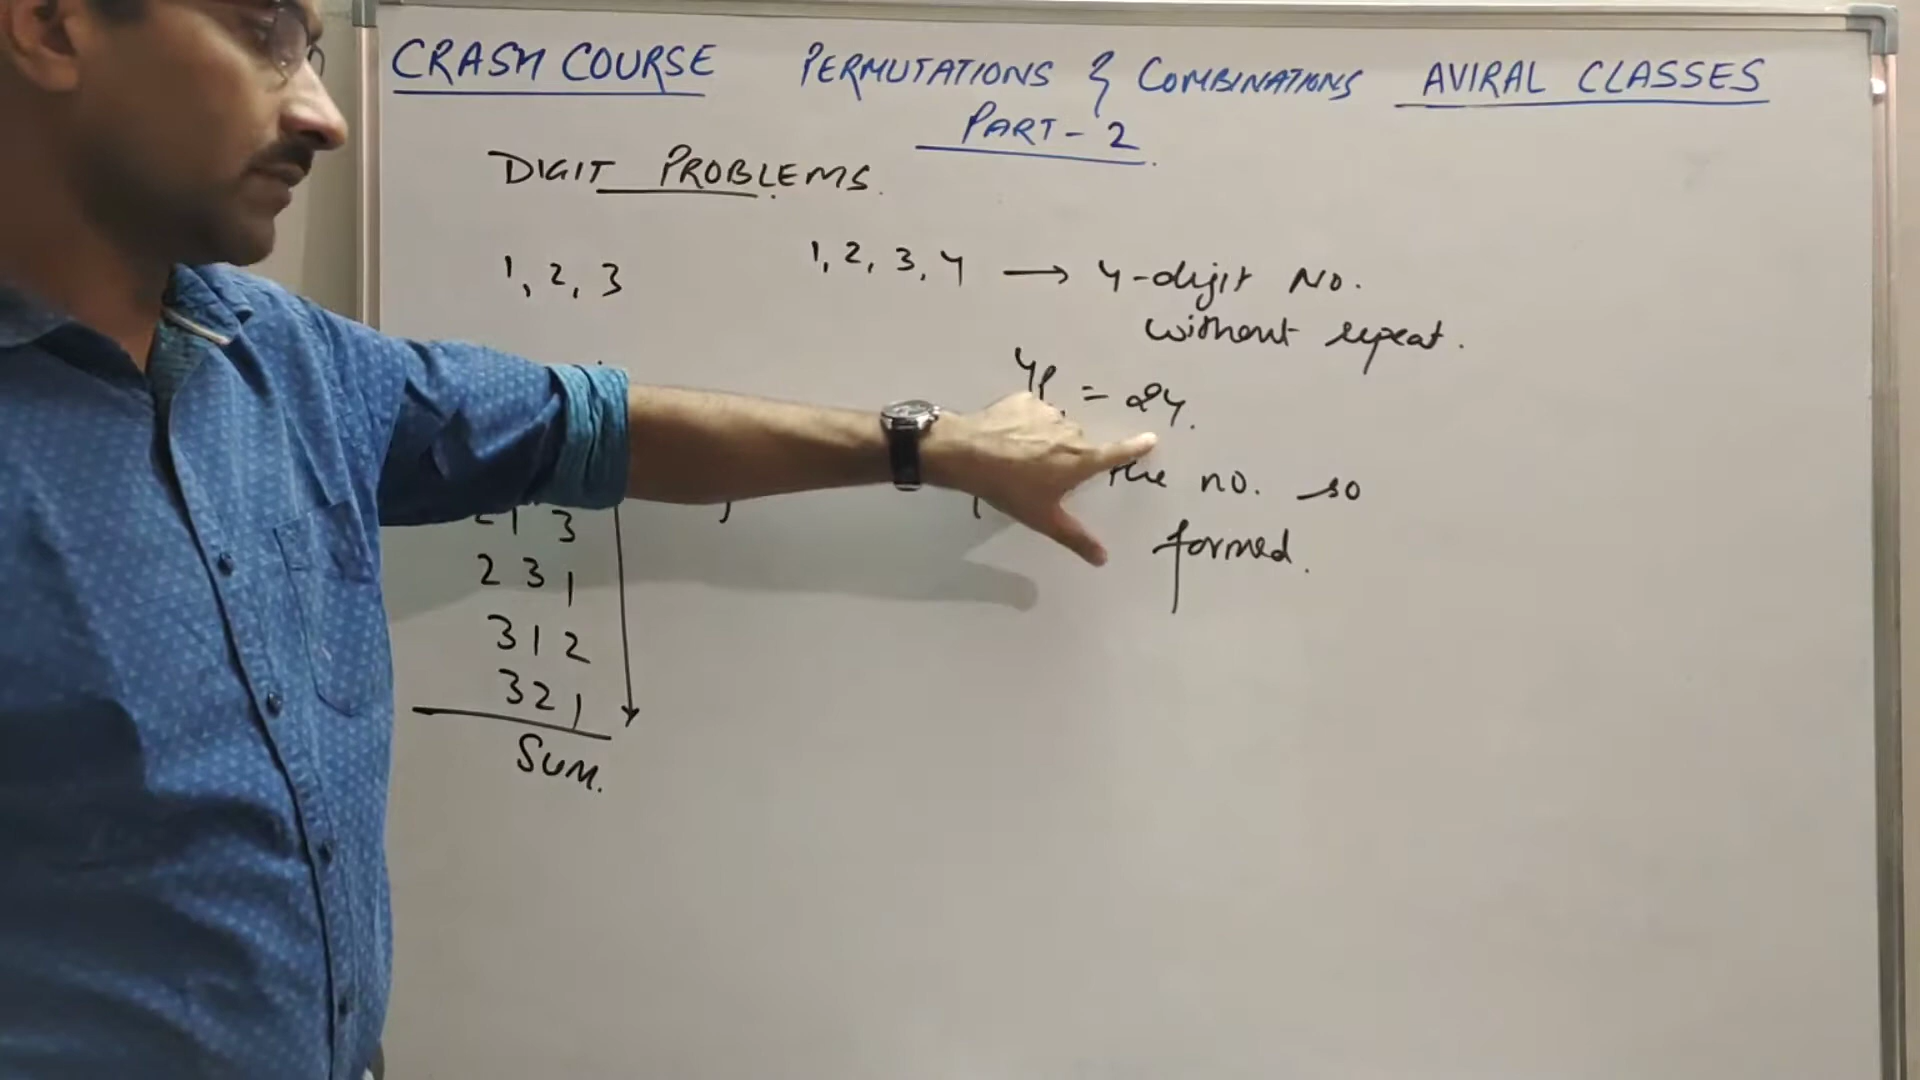 CRASH COURSE PERMUTATIONS & COMBINATIONS AVIRAL CLASSES
PART-2
DIGIT PROBLEMS.
1, 2, 3
1, 2, 3, 4 → 4-digit No.
without repeat.
= 24.
the no. so
formed.
2 1 3
2 3 1
3 1 2
3 2 1
SUM.